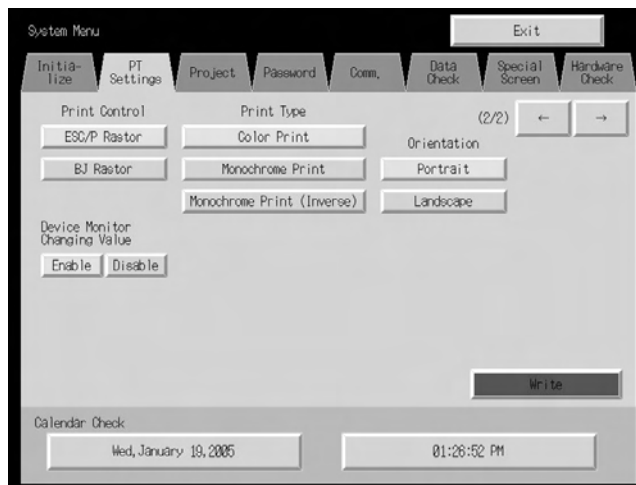 System Menu
Exit
Initia-
lize
PT
Settings
Project
Password
Comm.
Data
Check
Special
Screen
Hardware
Check
Print Control
Print Type
(2/2)
←
→
ESC/P Rastor
Color Print
Orientation
BJ Rastor
Monochrome Print
Portrait
Monochrome Print (Inverse)
Landscape
Device Monitor
Changing Value
Enable
Disable
Write
Calendar Check
Wed,January 19,2005
01:26:52 PM